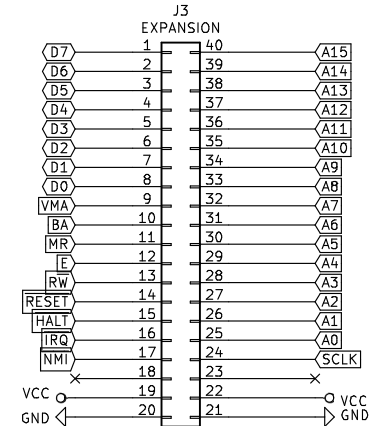 J3
EXPANSION
D7 1 40 A15
D6 2 39 A14
D5 3 38 A13
D4 4 37 A12
D3 5 36 A11
D2 6 35 A10
D1 7 34 A9
D0 8 33 A8
VMA 9 32 A7
BA 10 31 A6
MR 11 30 A5
E 12 29 A4
RW 13 28 A3
RESET 14 27 A2
HALT 15 26 A1
IRQ 16 25 A0
NMI 17 24 SCLK
18 23
VCC 19 22 VCC
GND 20 21 GND